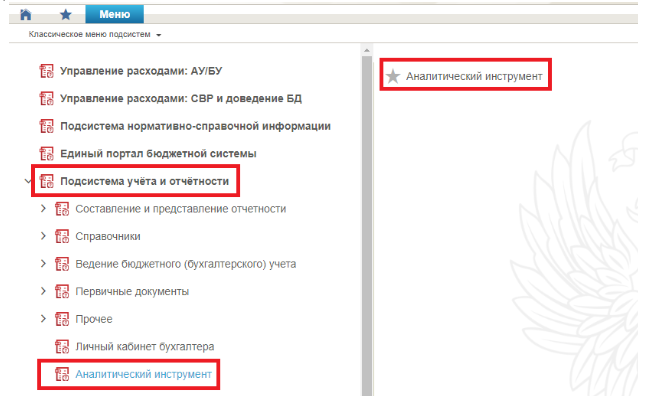 Меню
Классическое меню подсистем
Управление расходами: АУ/БУ
Управление расходами: СВР и доведение БД
Подсистема нормативно-справочной информации
Единый портал бюджетной системы
Подсистема учёта и отчётности
Составление и представление отчетности
Справочники
Ведение бюджетного (бухгалтерского) учета
Первичные документы
Прочее
Личный кабинет бухгалтера
Аналитический инструмент
Аналитический инструмент